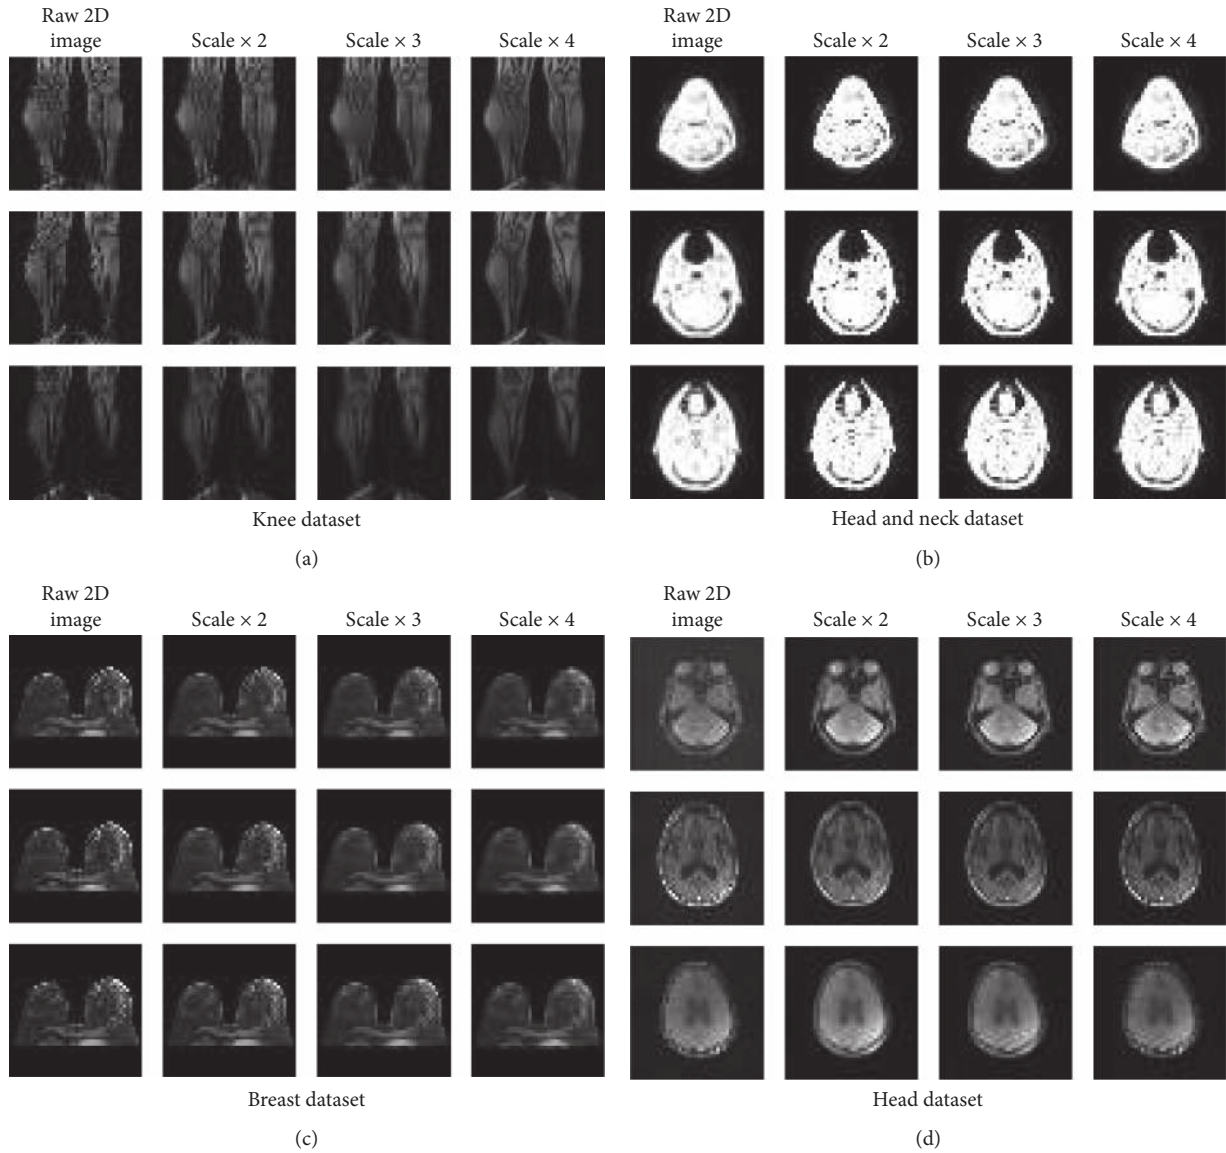 Raw 2D
image
Scale × 2
Scale × 3
Scale × 4
Knee dataset
(a)
Raw 2D
image
Scale × 2
Scale × 3
Scale × 4
Head and neck dataset
(b)
Raw 2D
image
Scale × 2
Scale × 3
Scale × 4
Breast dataset
(c)
Raw 2D
image
Scale × 2
Scale × 3
Scale × 4
Head dataset
(d)